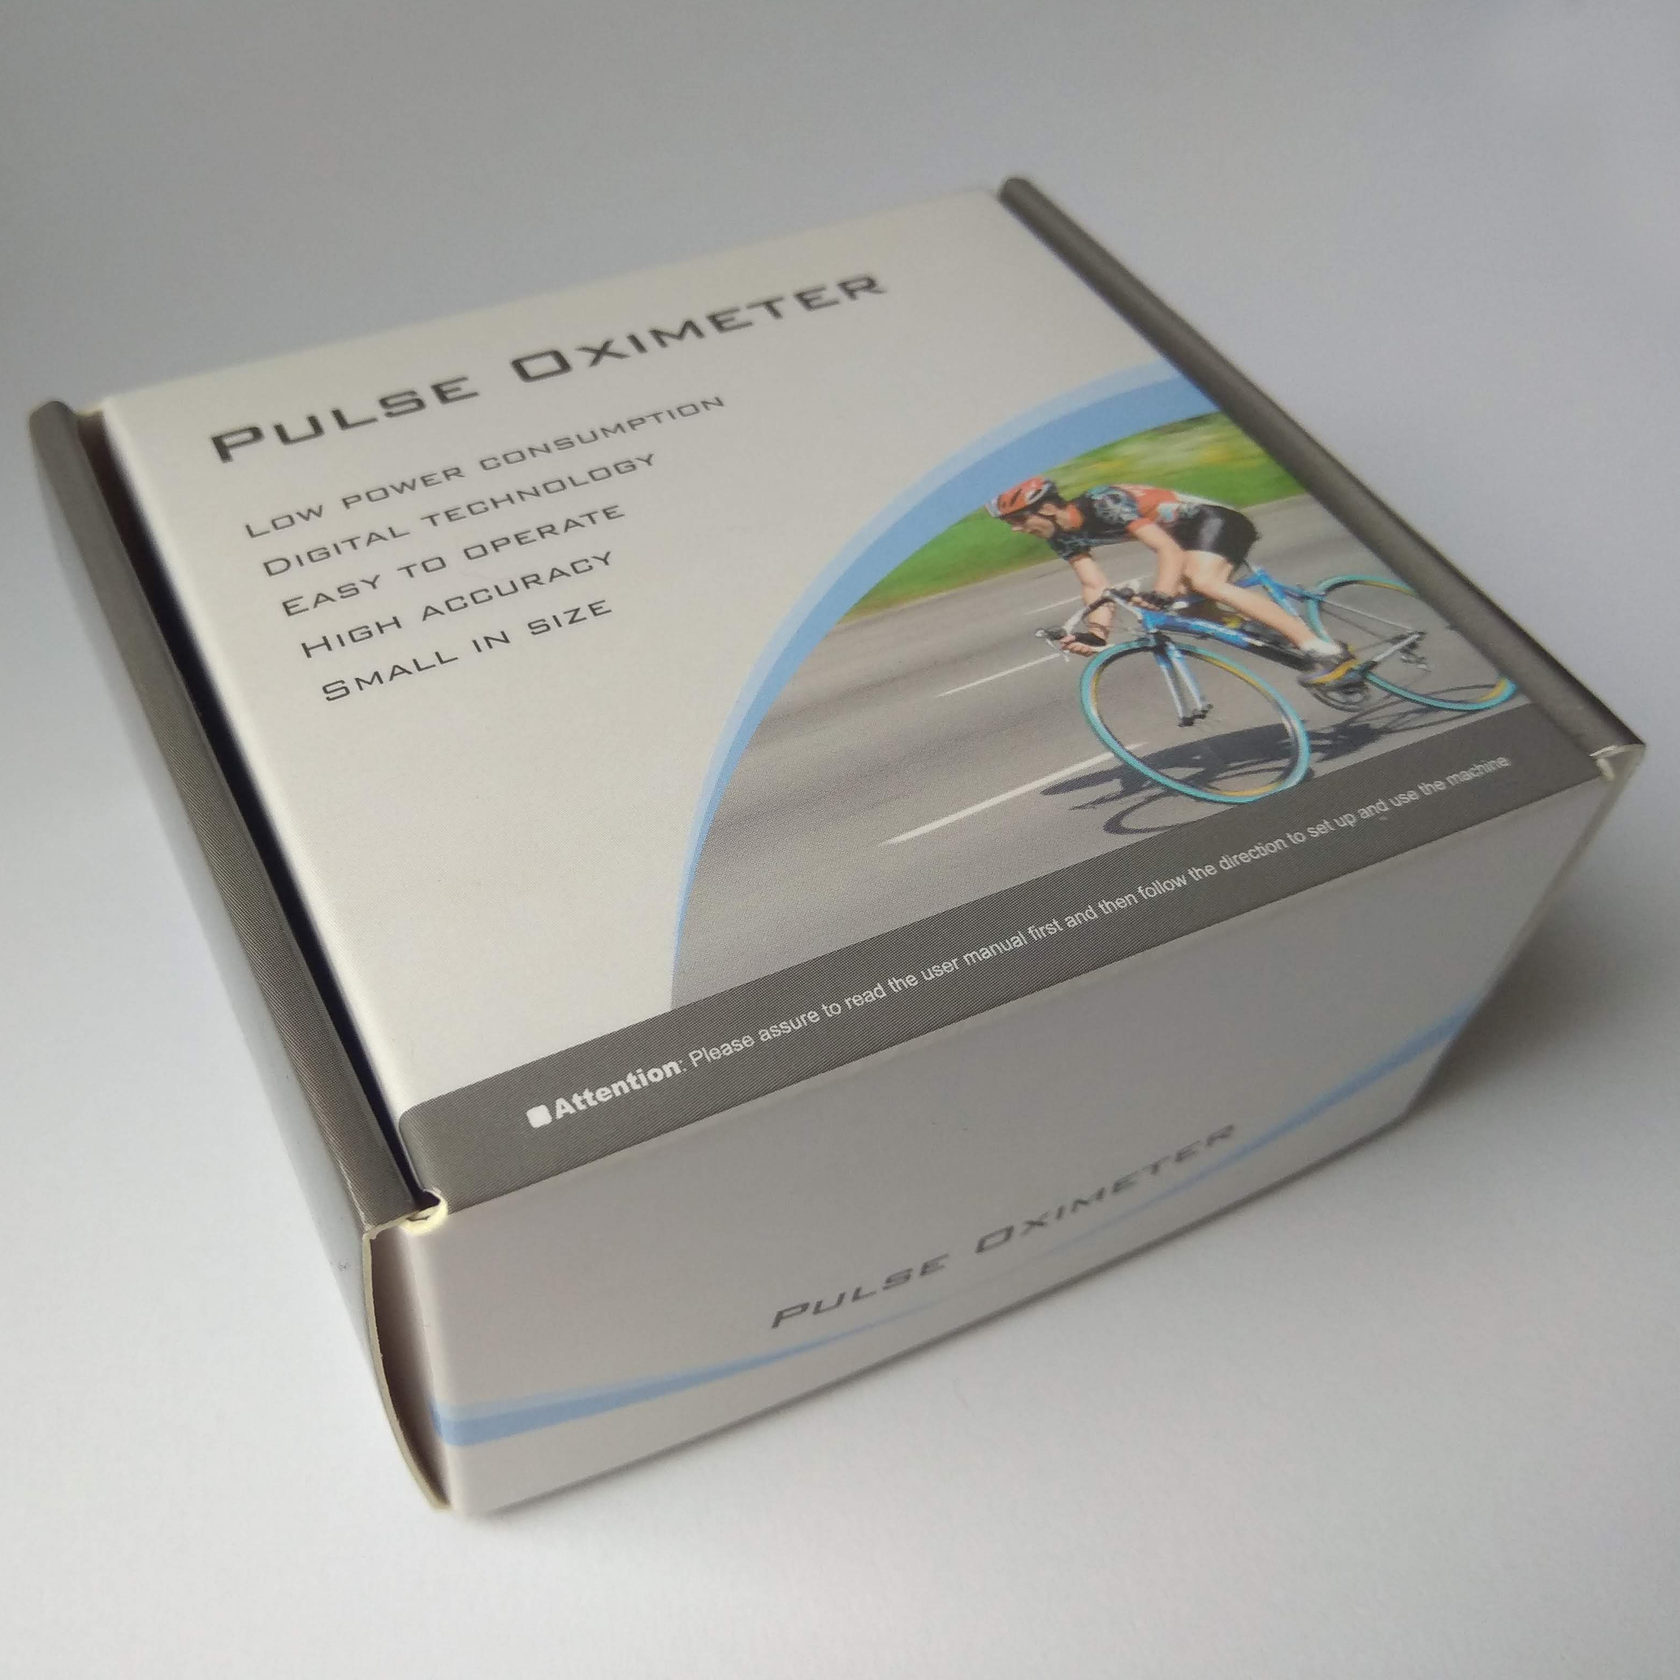 PULSE OXIMETER
LOW POWER CONSUMPTION
DIGITAL TECHNOLOGY
EASY TO OPERATE
HIGH ACCURACY
SMALL IN SIZE
Attention: Please assure to read the user manual first and then follow the direction to set up and use the machine
PULSE OXIMETER